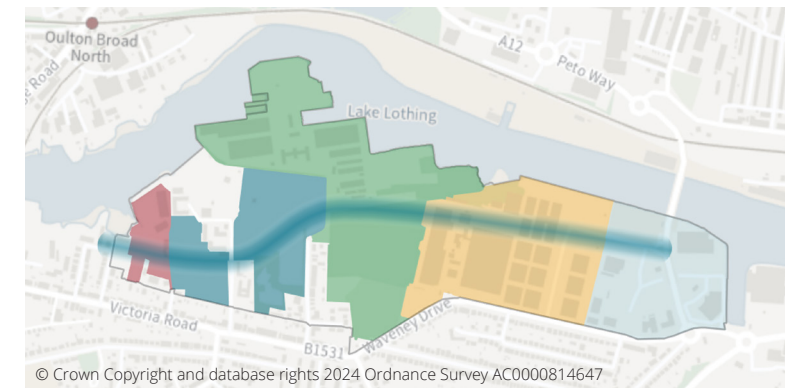 Oulton Broad
North
A12
Peto Way
Road
Lake Lothing
Victoria Road
B1531
Waveney Drive
© Crown Copyright and database rights 2024 Ordnance Survey AC0000814647